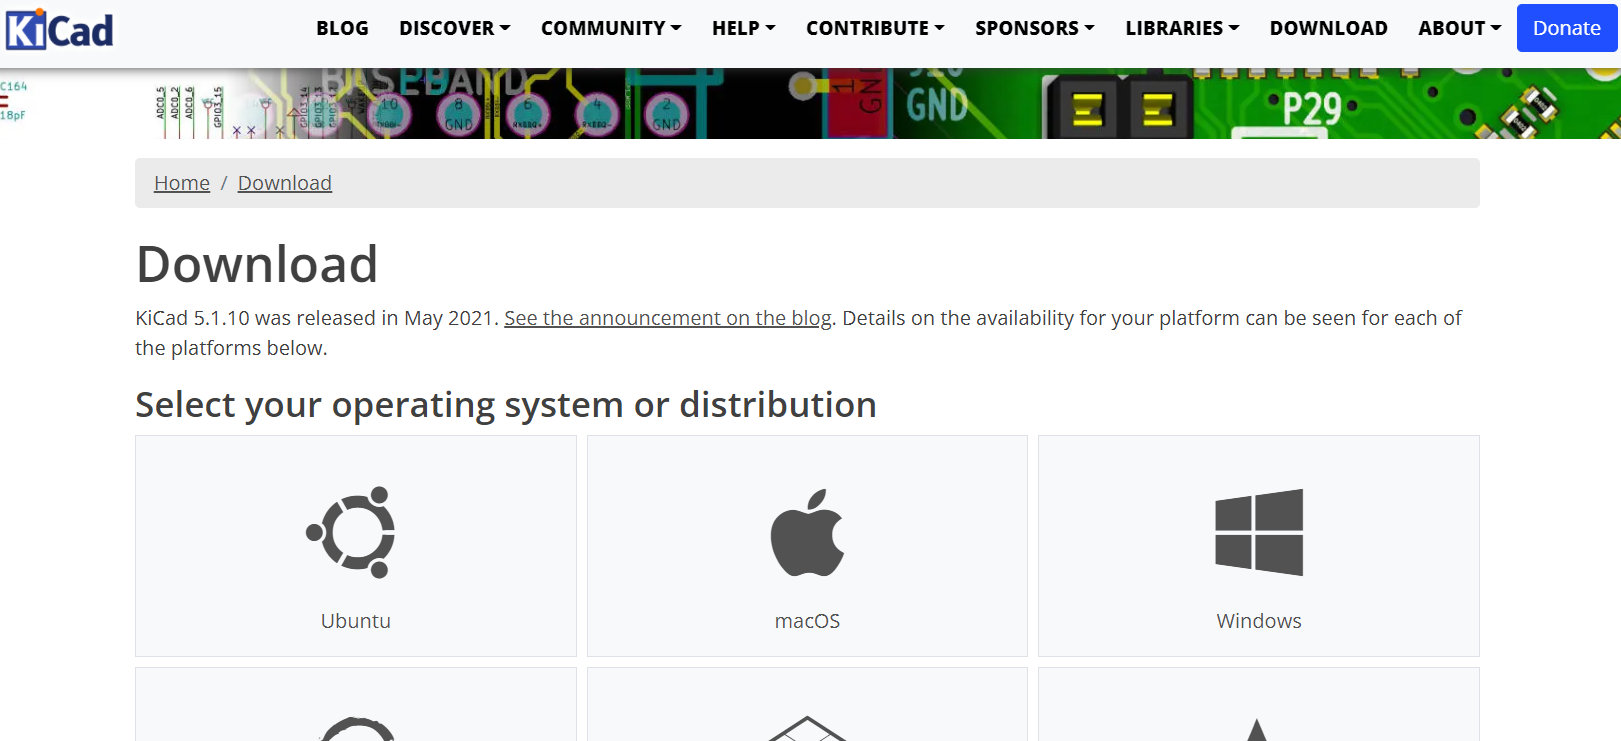 KiCad
BLOG DISCOVER COMMUNITY HELP CONTRIBUTE SPONSORS LIBRARIES DOWNLOAD ABOUT Donate
C164
18pF
ADC0_5
ADC0_2
ADC0_6
GPIO3_15
GPIO3_14
GPIO3_13
GPIO3_12
BASEBAND
10
8
GND
6
4
2
GND
1
GND
GND
P29
Home / Download
Download
KiCad 5.1.10 was released in May 2021. See the announcement on the blog. Details on the availability for your platform can be seen for each of
the platforms below.
Select your operating system or distribution
Ubuntu macOS Windows